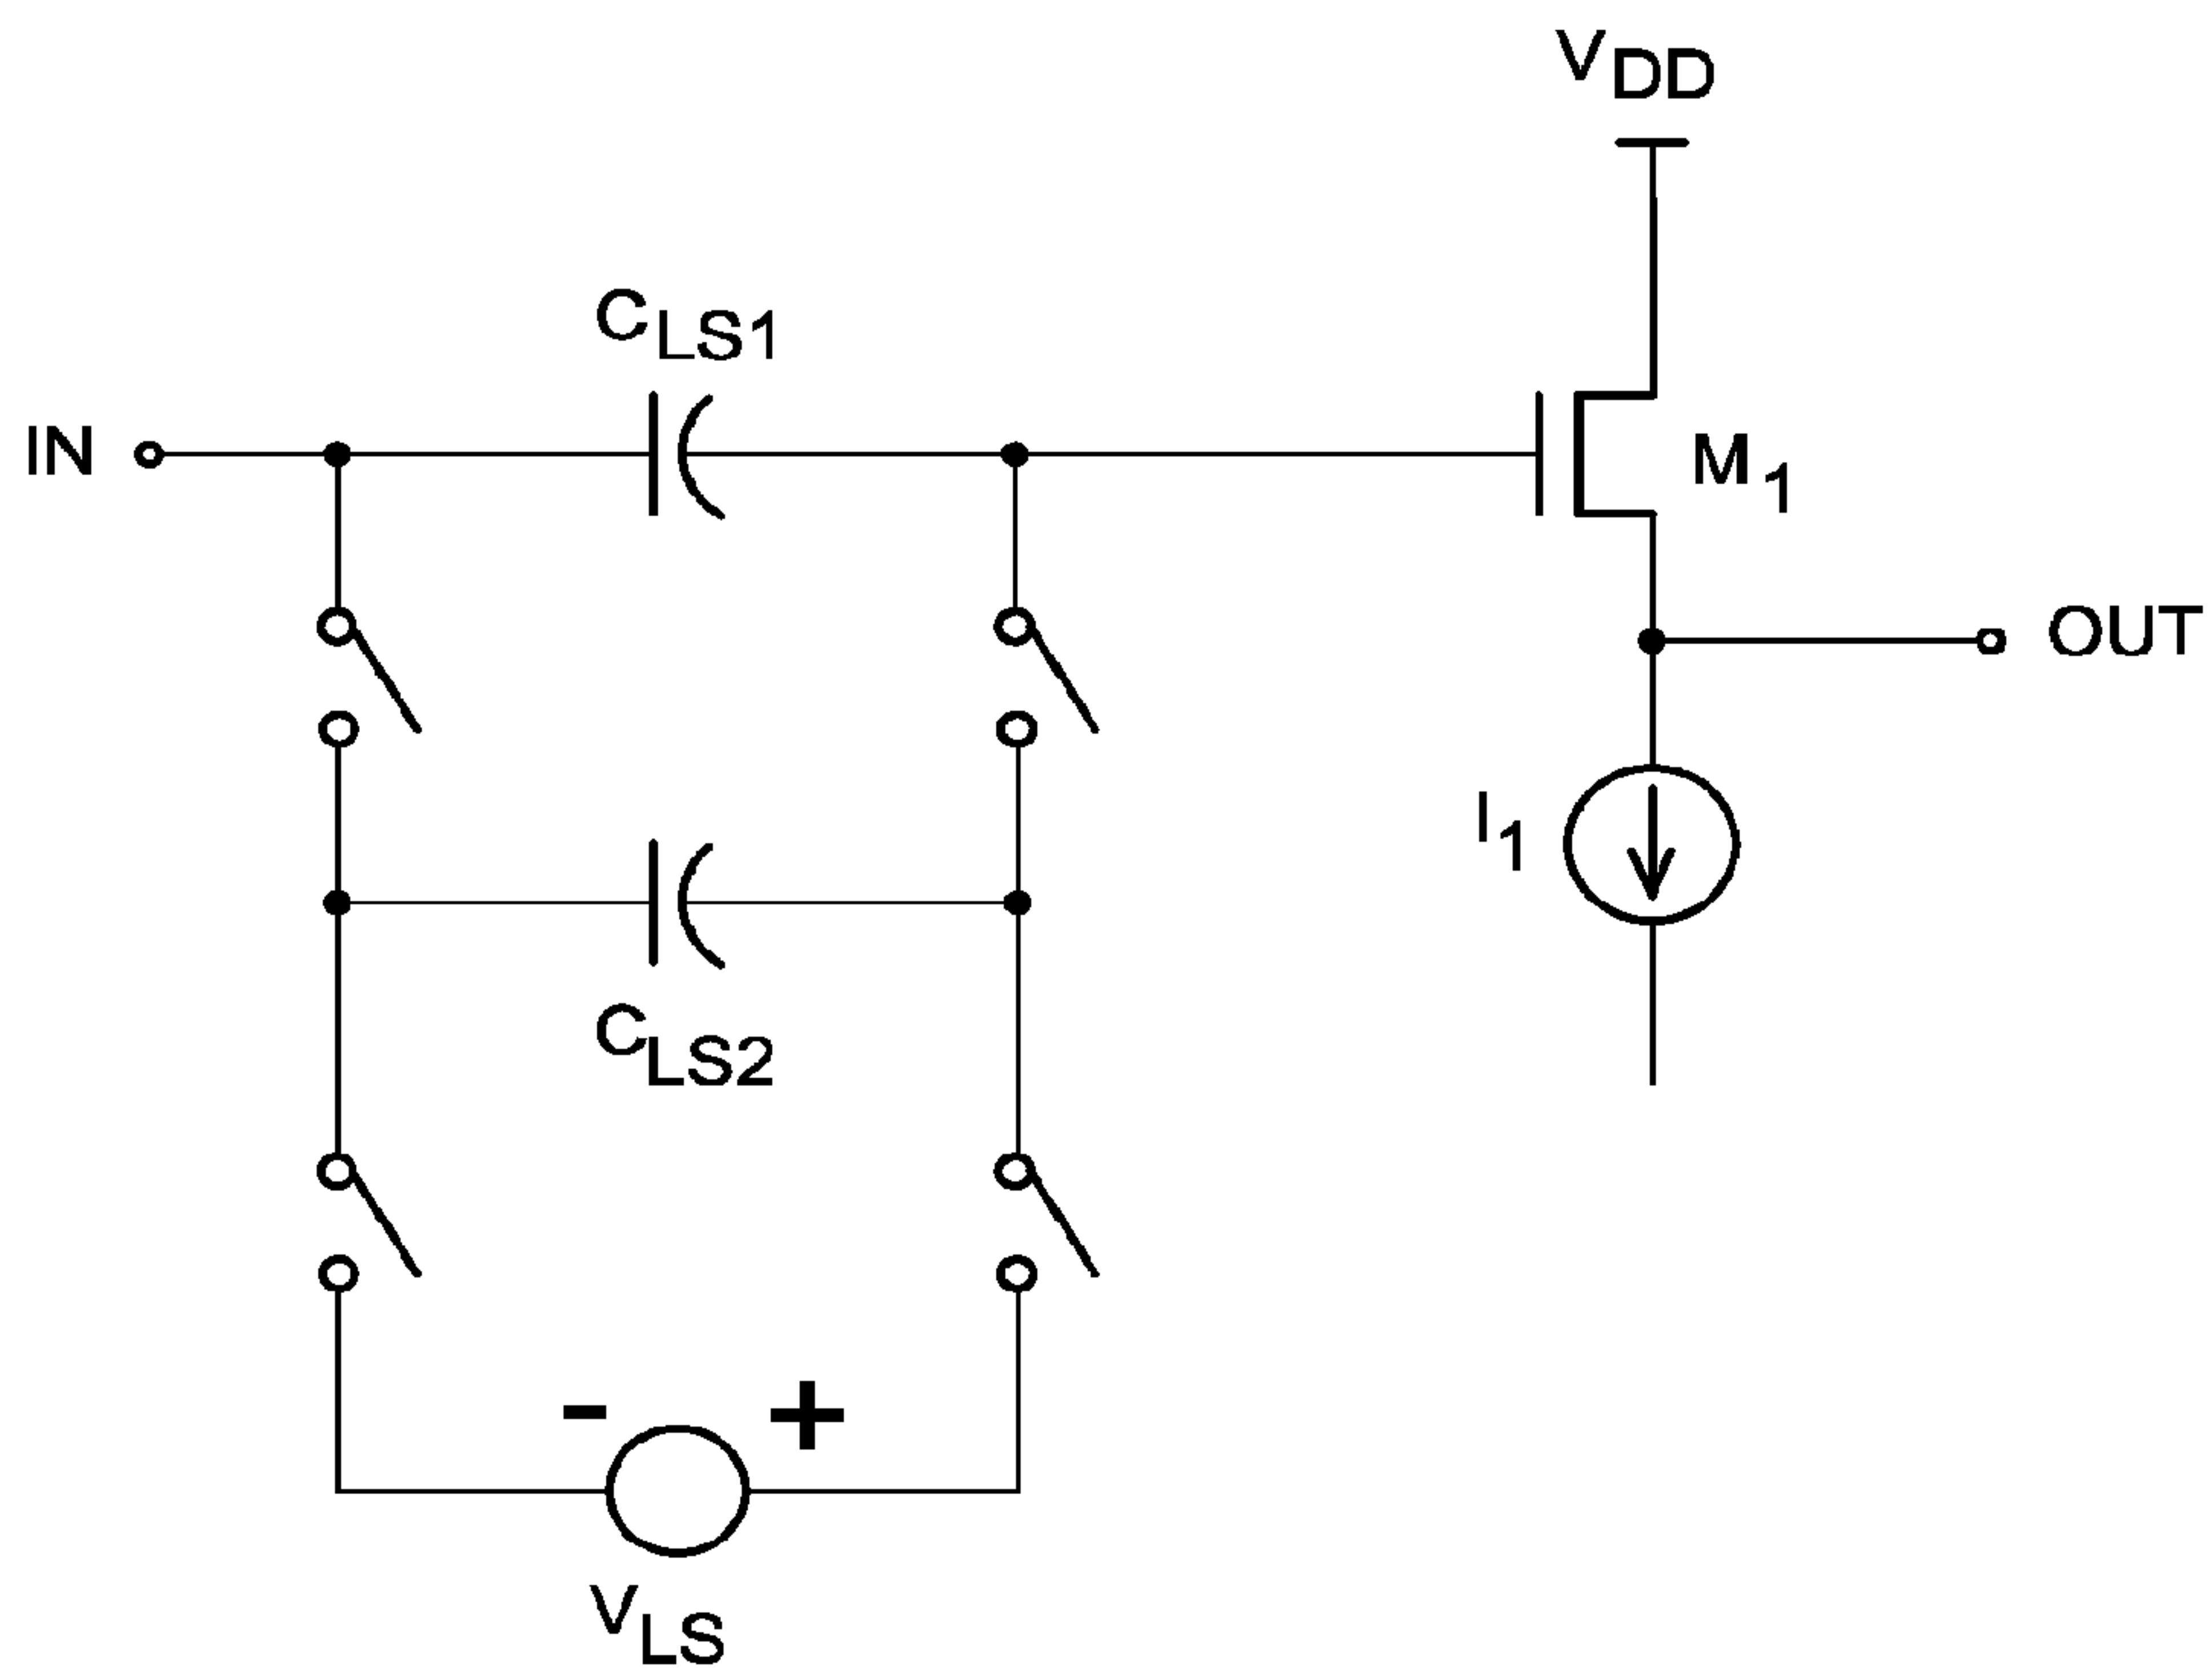 VDD
CLS1
IN
M1
OUT
I1
CLS2
- +
VLS